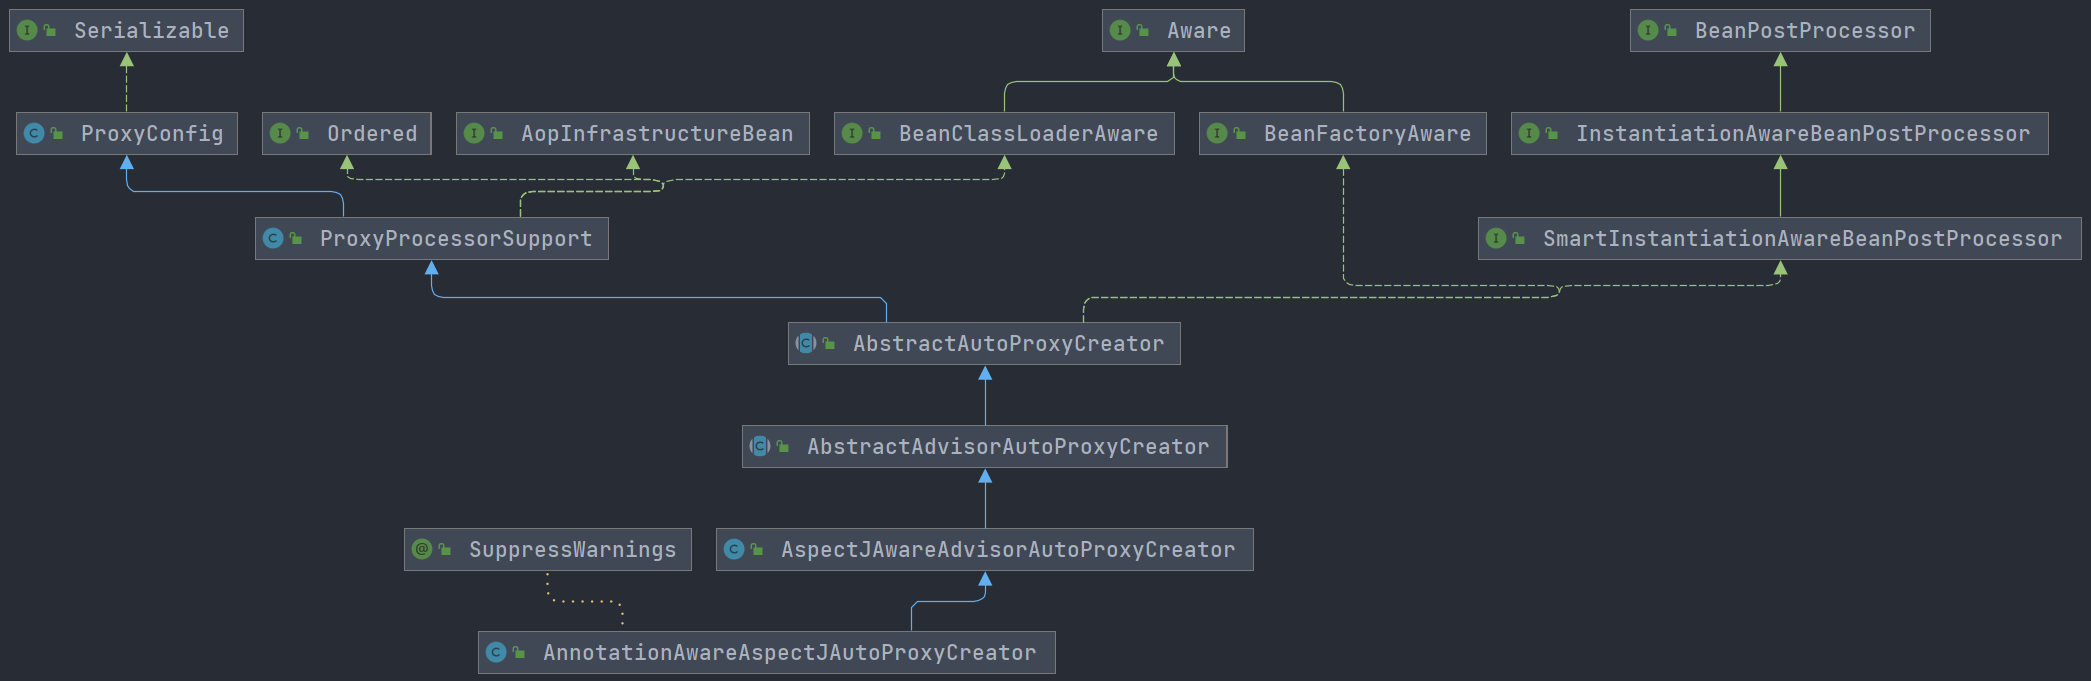 Serializable
Aware
BeanPostProcessor
ProxyConfig
Ordered
AopInfrastructureBean
BeanClassLoaderAware
BeanFactoryAware
InstantiationAwareBeanPostProcessor
ProxyProcessorSupport
SmartInstantiationAwareBeanPostProcessor
AbstractAutoProxyCreator
AbstractAdvisorAutoProxyCreator
SuppressWarnings
AspectJAwareAdvisorAutoProxyCreator
AnnotationAwareAspectJAutoProxyCreator